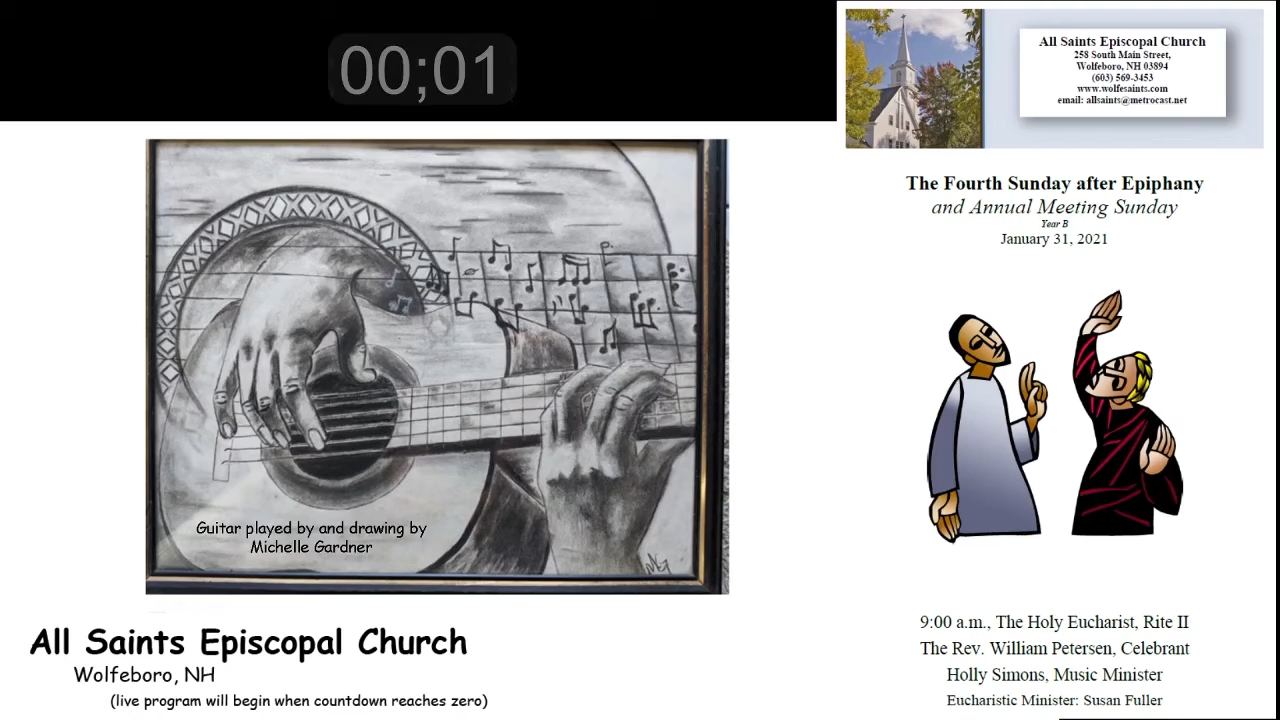 00;01
All Saints Episcopal Church
258 South Main Street,
Wolfeboro, NH 03894
(603) 569-3453
www.wolfesaints.com
email: allsaints@metrocast.net
The Fourth Sunday after Epiphany
and Annual Meeting Sunday
Year B
January 31, 2021
Guitar played by and drawing by
Michelle Gardner
MG
All Saints Episcopal Church
Wolfeboro, NH
(live program will begin when countdown reaches zero)
9:00 a.m., The Holy Eucharist, Rite II
The Rev. William Petersen, Celebrant
Holly Simons, Music Minister
Eucharistic Minister: Susan Fuller